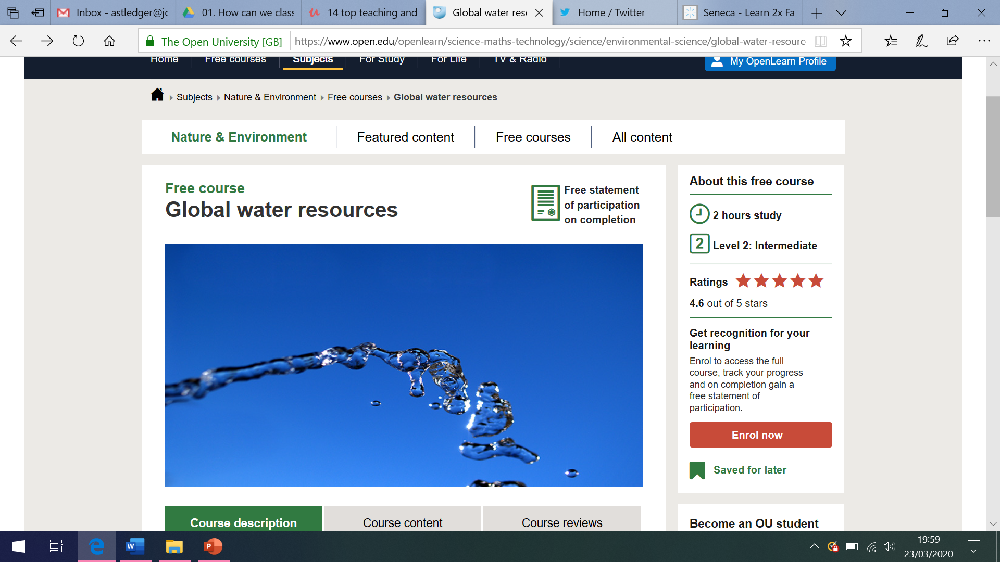 Inbox - astledger@jc
01. How can we clas
14 top teaching and
Global water res
Home / Twitter
Seneca - Learn 2x Fa
The Open University [GB]
https://www.open.edu/openlearn/science-maths-technology/science/environmental-science/global-water-resourc
Home
Free courses
Subjects
For Study
For Life
TV & Radio
My OpenLearn Profile
Subjects
Nature & Environment
Free courses
Global water resources
Nature & Environment
Featured content
Free courses
All content
Free course
Global water resources
Free statement
of participation
on completion
About this free course
2 hours study
2
Level 2: Intermediate
Ratings
4.6 out of 5 stars
Get recognition for your
learning
Enrol to access the full
course, track your progress
and on completion gain a
free statement of
participation.
Enrol now
Saved for later
Course description
Course content
Course reviews
Become an OU student
19:59
23/03/2020